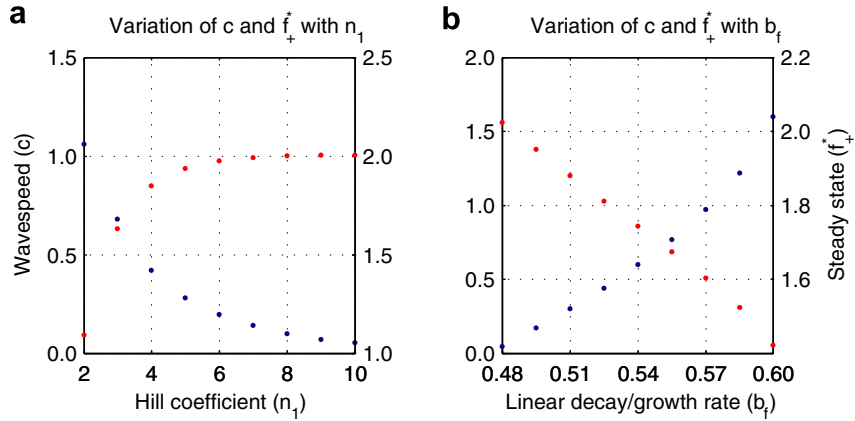 a
Variation of c and f*+ with n1
1.5
1.0
0.5
0.0
2.5
2.0
1.5
1.0
2 4 6 8 10
Wavespeed (c)
Hill coefficient (n1)
b
Variation of c and f*+ with bf
2.0
1.5
1.0
0.5
0.0
2.2
2.0
1.8
1.6
0.48 0.51 0.54 0.57 0.60
Steady state (f*+)
Linear decay/growth rate (bf)